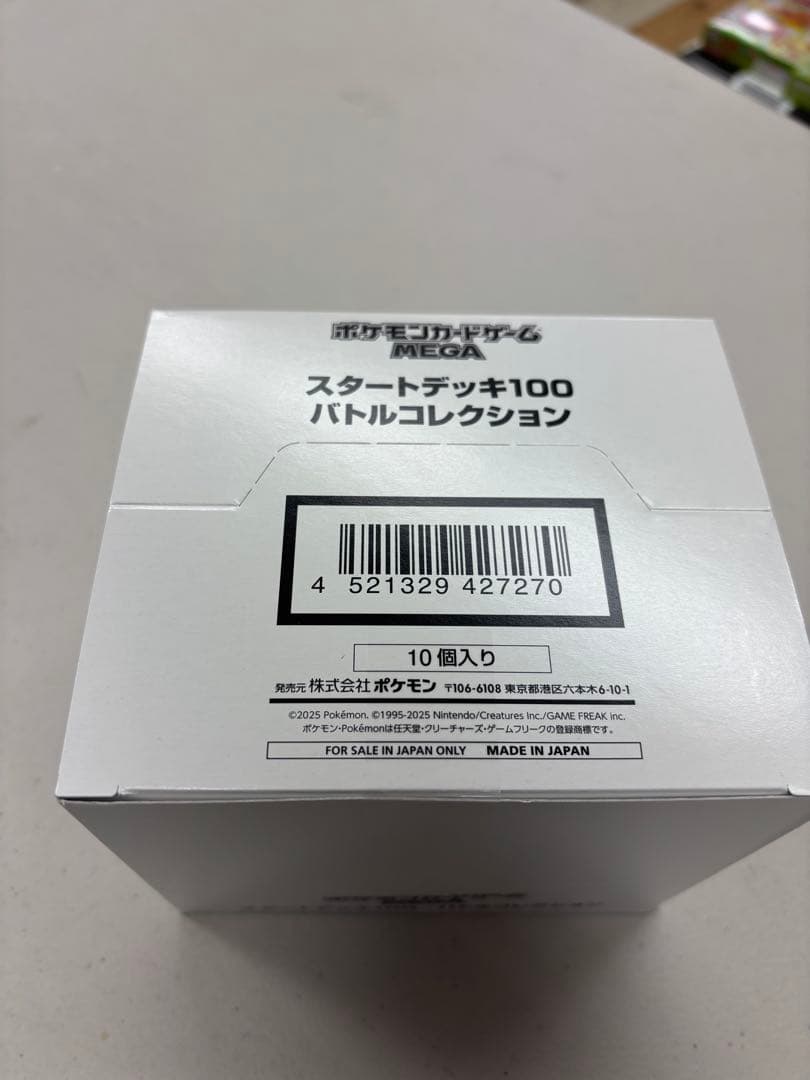 ポケモンカードゲーム
MEGA
スタートデッキ100
バトルコレクション
4 521329 427270
10個入り
発売元 株式会社ポケモン 〒106-6108 東京都港区六本木6-10-1
©2025 Pokémon. ©1995-2025 Nintendo/Creatures Inc./GAME FREAK inc.
ポケモン・Pokémonは任天堂・クリーチャーズ・ゲームフリークの登録商標です。
FOR SALE IN JAPAN ONLY MADE IN JAPAN